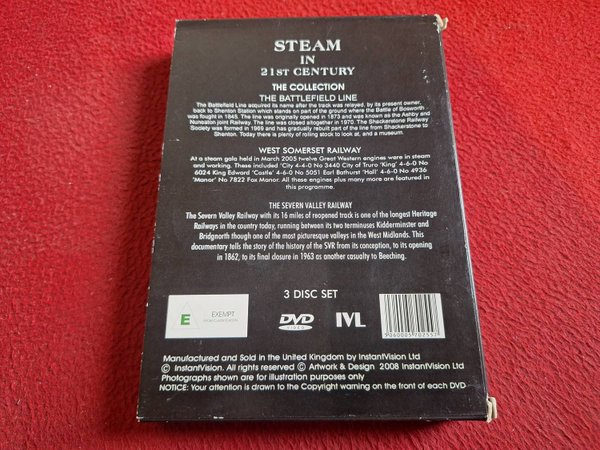 STEAM
IN
21ST CENTURY
THE COLLECTION
THE BATTLEFIELD LINE
The Battlefield Line acquired its name after the track was relayed, by its present owner,
back to Shenton Station which stands on part of the ground where the Battle of Bosworth
was fought in 1845. The line was originally opened in 1873 and was known as the Ashby and
Nuneaton joint Railway. The line was closed altogether in 1970. The Shackerstone Railway
Society was formed in 1969 and has gradually rebuilt part of the line from Shackerstone to
Shenton. Today there is plenty of rolling stock to look at, and a museum.
WEST SOMERSET RAILWAY
At a steam gala held in March 2005 twelve Great Western engines were in steam
and working. These included 'City 4-4-0 No 3440 City of Truro 'King' 4-6-0 No
6024 King Edward 'Castle' 4-6-0 No 5051 Earl Bathurst 'Hall' 4-6-0 No 4936
'Manor' No 7822 Fox Manor. All these engines plus many more are featured in
this programme.
THE SEVERN VALLEY RAILWAY
The Severn Valley Railway with its 16 miles of reopened track is one of the longest Heritage
Railways in the country today, running between its two terminuses Kidderminster and
Bridgnorth though one of the most picturesque valleys in the West Midlands. This
documentary tells the story of the history of the SVR from its conception, to its opening
in 1862, to its final closure in 1963 as another casualty to Beeching.
3 DISC SET
E EXEMPT
DVD
VIDEO
IVL
9 060005 702532
Manufactured and Sold in the United Kingdom by InstantVision Ltd
© InstantVision. All rights reserved © Artwork & Design 2008 InstantVision Ltd
Photographs shown are for illustration purposes only
NOTICE: Your attention is drawn to the Copyright warning on the front of each DVD